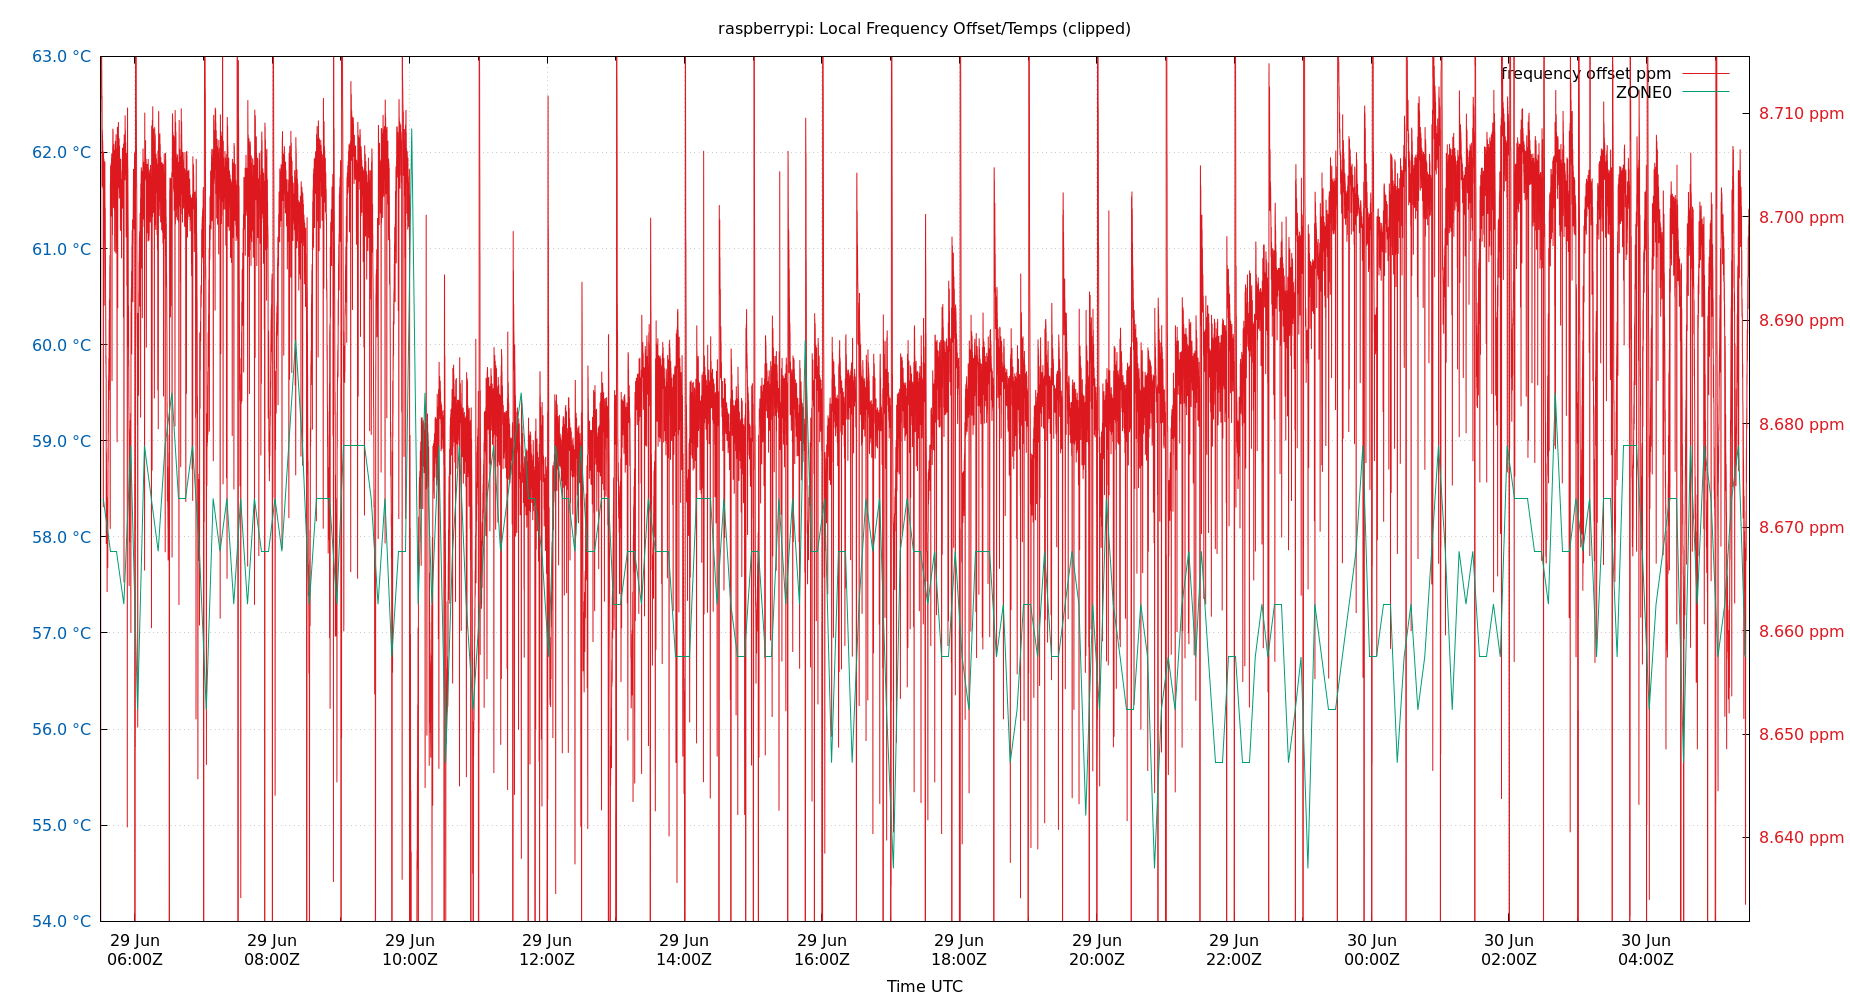 raspberrypi: Local Frequency Offset/Temps (clipped)
63.0 °C
62.0 °C
61.0 °C
60.0 °C
59.0 °C
58.0 °C
57.0 °C
56.0 °C
55.0 °C
54.0 °C
frequency offset ppm
ZONE0
8.710 ppm
8.700 ppm
8.690 ppm
8.680 ppm
8.670 ppm
8.660 ppm
8.650 ppm
8.640 ppm
29 Jun
06:00Z
29 Jun
08:00Z
29 Jun
10:00Z
29 Jun
12:00Z
29 Jun
14:00Z
29 Jun
16:00Z
29 Jun
18:00Z
29 Jun
20:00Z
29 Jun
22:00Z
30 Jun
00:00Z
30 Jun
02:00Z
30 Jun
04:00Z
Time UTC